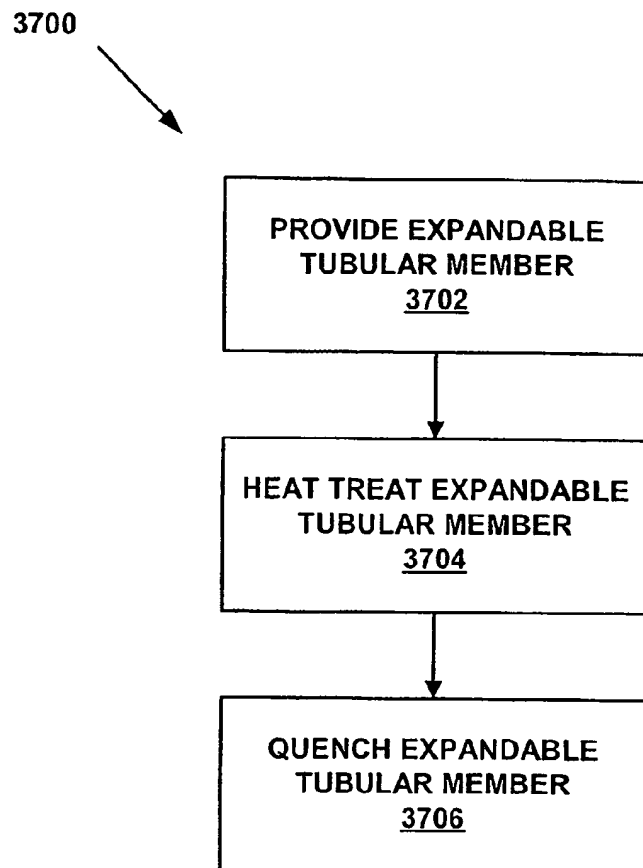 3700
PROVIDE EXPANDABLE
TUBULAR MEMBER
3702
HEAT TREAT EXPANDABLE
TUBULAR MEMBER
3704
QUENCH EXPANDABLE
TUBULAR MEMBER
3706